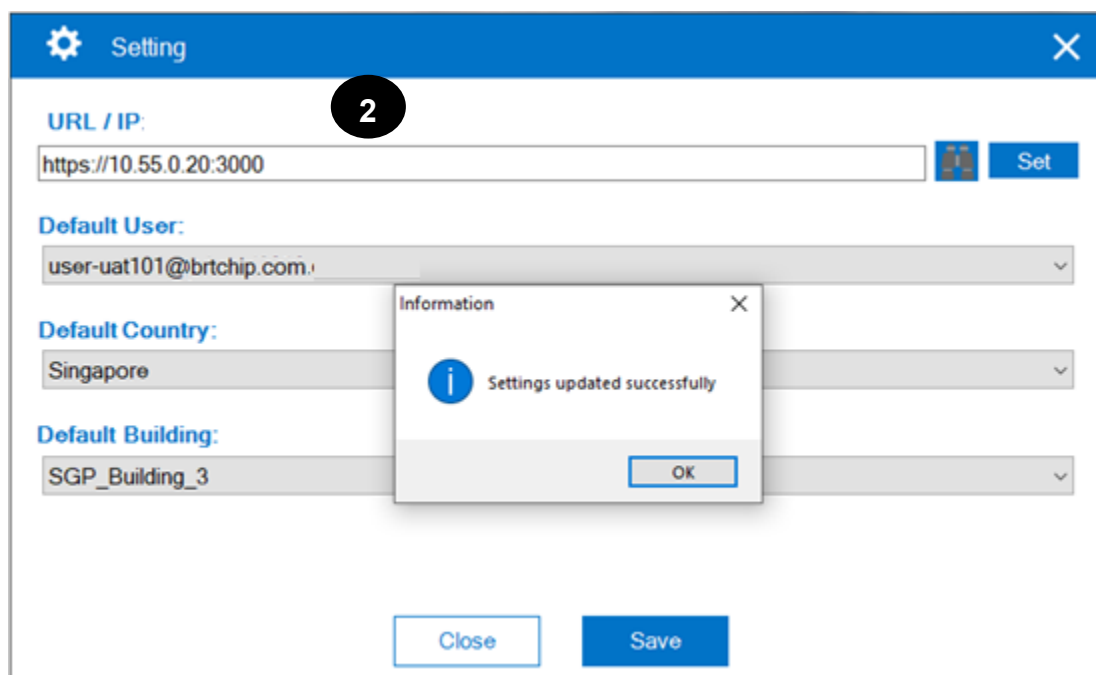 Setting
2
URL / IP:
https://10.55.0.20:3000
Set
Default User:
user-uat101@brtchip.com.
Information
Default Country:
Singapore
Settings updated successfully
Default Building:
SGP_Building_3
OK
Close
Save